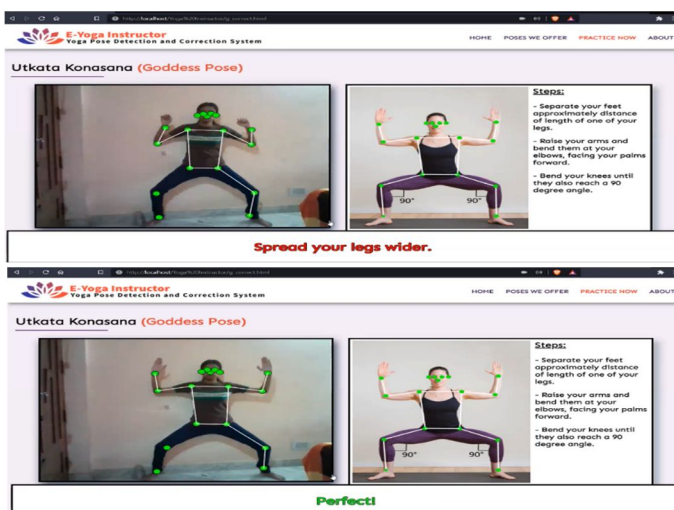 http://localhost/Yoga%20Instructor/g_correct.html
E-Yoga Instructor
Yoga Pose Detection and Correction System
HOME POSES WE OFFER PRACTICE NOW ABOUT
Utkata Konasana (Goddess Pose)
Steps:
- Separate your feet
approximately distance
of length of one of your
legs.
- Raise your arms and
bend them at your
elbows, facing your palms
forward.
- Bend your knees until
they also reach a 90
degree angle.
90° 90°
Spread your legs wider.
E-Yoga Instructor
Yoga Pose Detection and Correction System
HOME POSES WE OFFER PRACTICE NOW ABOUT
Utkata Konasana (Goddess Pose)
Steps:
- Separate your feet
approximately distance
of length of one of your
legs.
- Raise your arms and
bend them at your
elbows, facing your palms
forward.
- Bend your knees until
they also reach a 90
degree angle.
90° 90°
Perfect!